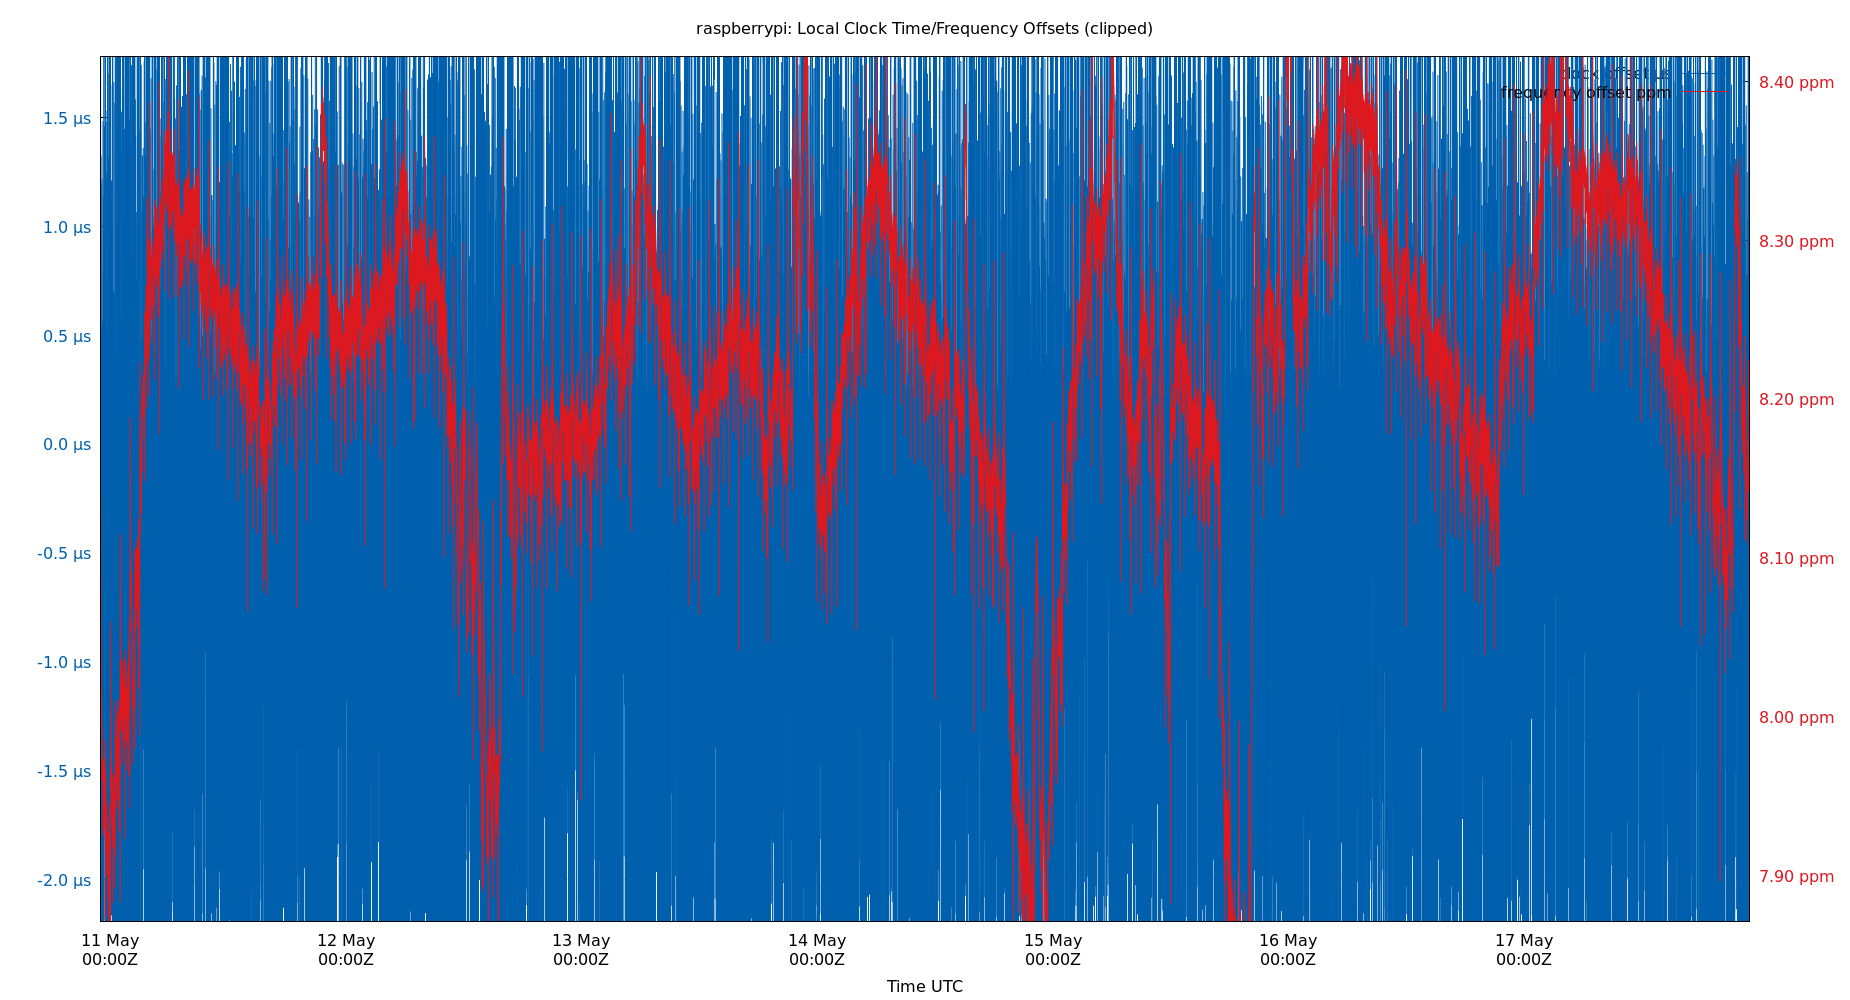 raspberrypi: Local Clock Time/Frequency Offsets (clipped)
clock offset us
frequency offset ppm
1.5 µs
1.0 µs
0.5 µs
0.0 µs
-0.5 µs
-1.0 µs
-1.5 µs
-2.0 µs
8.40 ppm
8.30 ppm
8.20 ppm
8.10 ppm
8.00 ppm
7.90 ppm
11 May
00:00Z
12 May
00:00Z
13 May
00:00Z
14 May
00:00Z
15 May
00:00Z
16 May
00:00Z
17 May
00:00Z
Time UTC